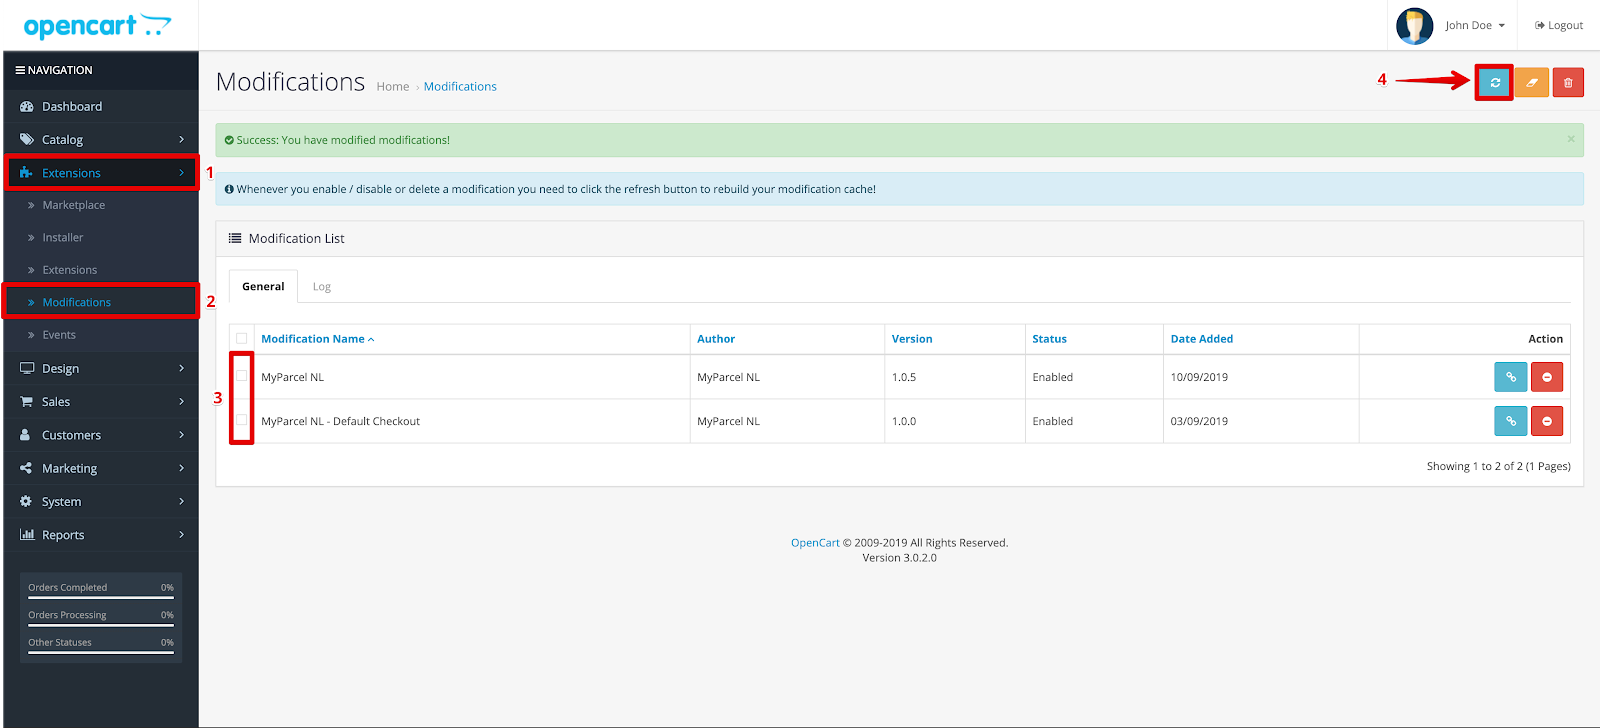 opencart
John Doe
Logout
NAVIGATION
Dashboard
Catalog
Extensions
1
Marketplace
Installer
Extensions
Modifications
2
Events
Design
Sales
Customers
Marketing
System
Reports
Orders Completed 0%
Orders Processing 0%
Other Statuses 0%
Modifications Home › Modifications
4
Success: You have modified modifications! ×
Whenever you enable / disable or delete a modification you need to click the refresh button to rebuild your modification cache!
Modification List
General Log
Modification Name Author Version Status Date Added Action
3
MyParcel NL MyParcel NL 1.0.5 Enabled 10/09/2019
MyParcel NL - Default Checkout MyParcel NL 1.0.0 Enabled 03/09/2019
Showing 1 to 2 of 2 (1 Pages)
OpenCart © 2009-2019 All Rights Reserved.
Version 3.0.2.0